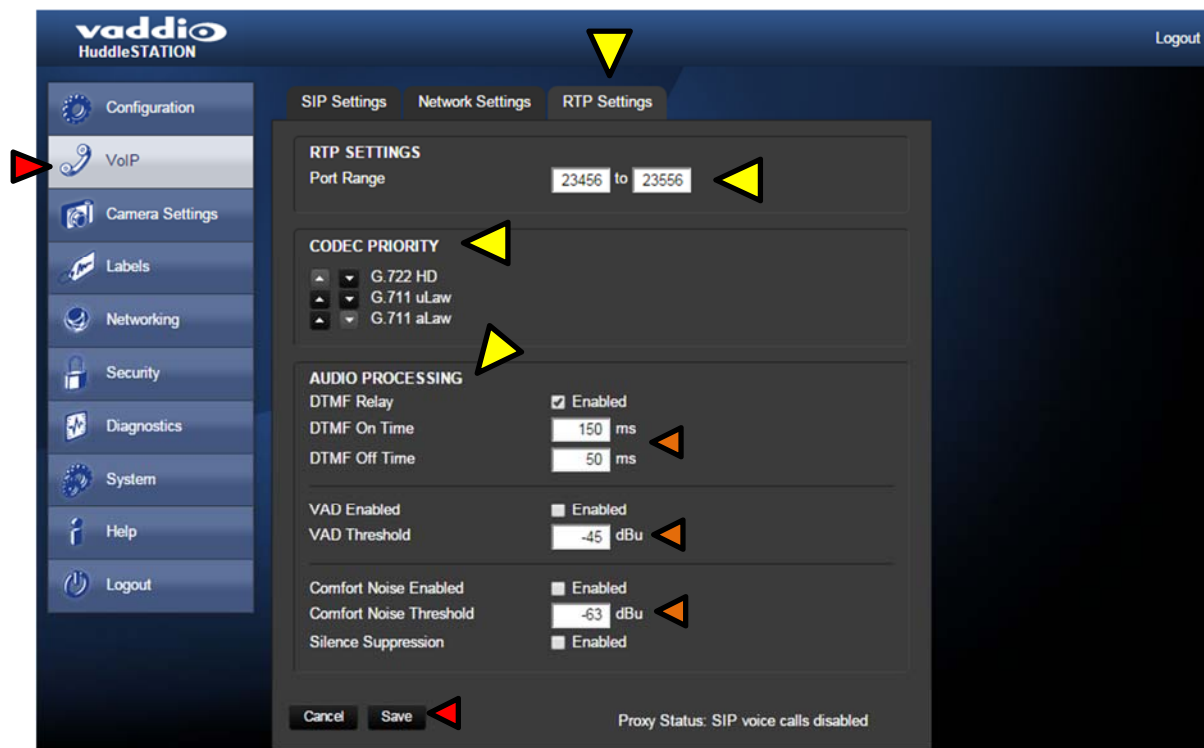 vaddio
HuddleSTATION
Logout
Configuration
VoIP
Camera Settings
Labels
Networking
Security
Diagnostics
System
Help
Logout
SIP Settings Network Settings RTP Settings
RTP SETTINGS
Port Range 23456 to 23556
CODEC PRIORITY
G.722 HD
G.711 uLaw
G.711 aLaw
AUDIO PROCESSING
DTMF Relay Enabled
DTMF On Time 150 ms
DTMF Off Time 50 ms
VAD Enabled Enabled
VAD Threshold -45 dBu
Comfort Noise Enabled Enabled
Comfort Noise Threshold -63 dBu
Silence Suppression Enabled
Cancel Save Proxy Status: SIP voice calls disabled